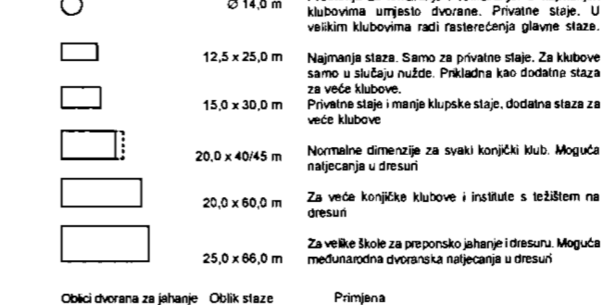 Ø 14,0 m
klubovima umjesto dvorane. Privatne staje. U
velikim klubovima radi rasterećenja glavne staze.
12,5 x 25,0 m
Najmanja staza. Samo za privatne staje. Za klubove
samo u slučaju nužde. Prikladna kao dodatna staza
za veće klubove.
15,0 x 30,0 m
Privatne staje i manje klupske staje, dodatna staza za
veće klubove
20,0 x 40/45 m
Normalne dimenzije za svaki konjički klub. Moguća
natjecanja u dresuri
20,0 x 60,0 m
Za veće konjičke klubove i institute s težištem na
dresuri
25,0 x 66,0 m
Za velike škole za preponsko jahanje i dresuru. Moguća
međunarodna dvoranska natjecanja u dresuri
Oblici dvorana za jahanje Oblik staze Primjena